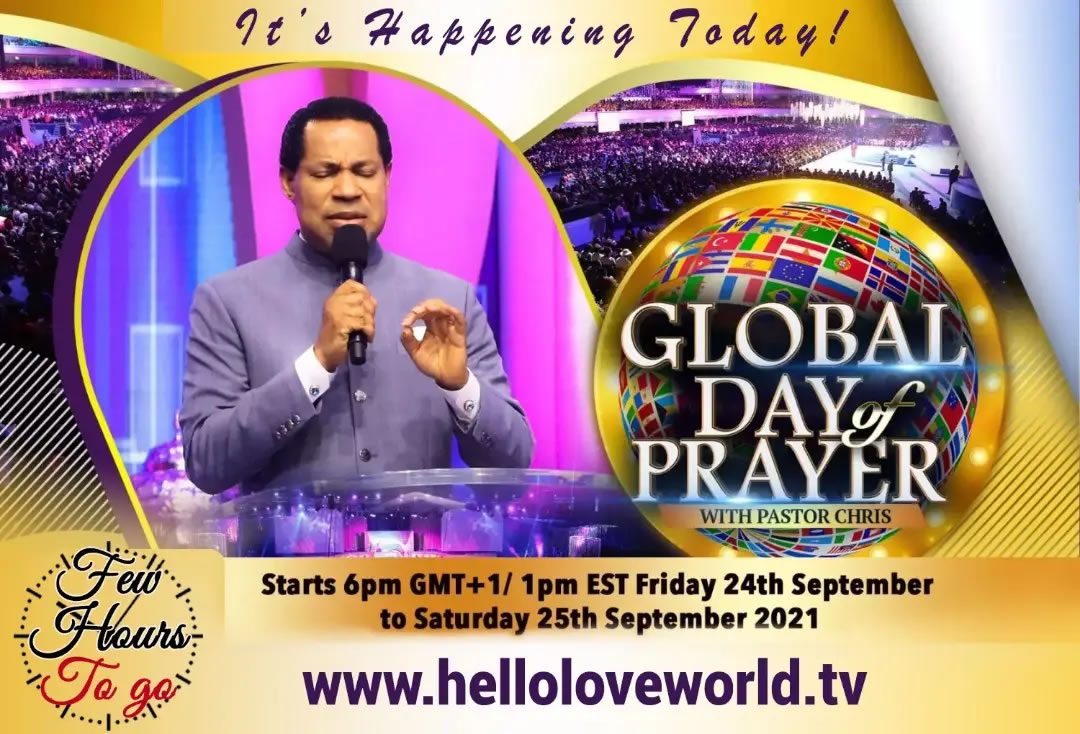 It's Happening Today!
GLOBAL
DAY of
PRAYER
WITH PASTOR CHRIS
Starts 6pm GMT+1/ 1pm EST Friday 24th September
to Saturday 25th September 2021
Few
Hours
To go
www.helloloveworld.tv